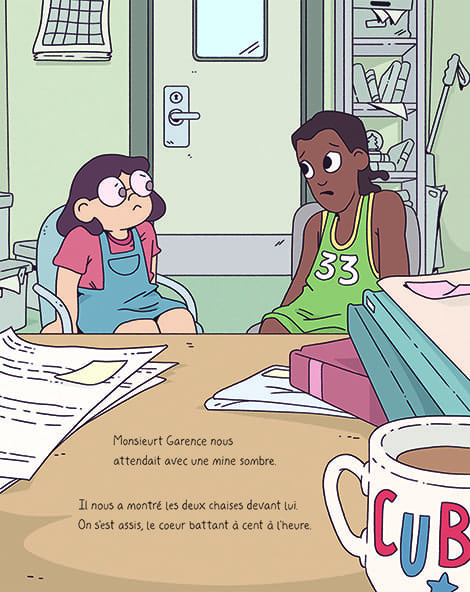 33
Monsieurt Garence nous
attendait avec une mine sombre.
Il nous a montré les deux chaises devant lui.
On s'est assis, le coeur battant à cent à l'heure.
CUB